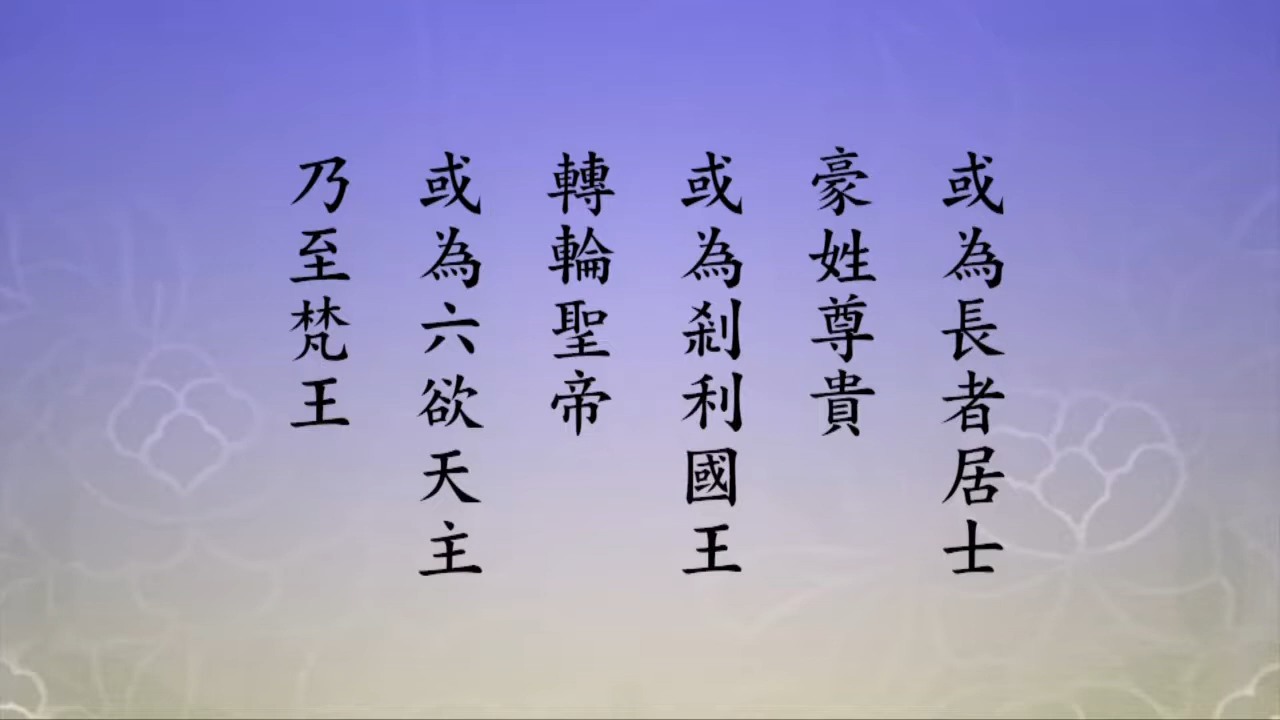 或為長者居士
豪姓尊貴
或為剎利國王
轉輪聖帝
或為六欲天主
乃至梵王